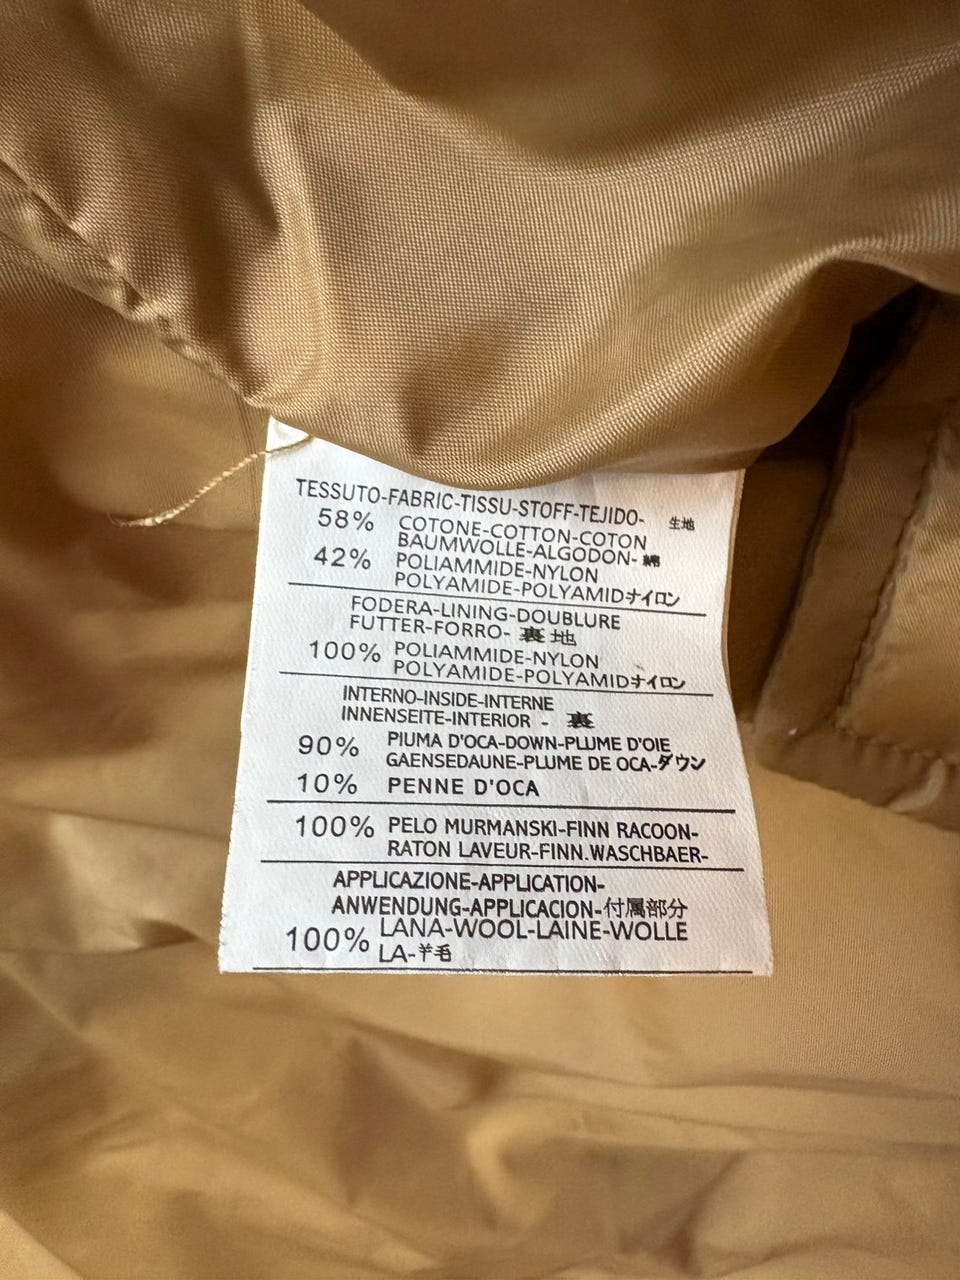 TESSUTO-FABRIC-TISSU-STOFF-TEJIDO- 生地
58% COTONE-COTTON-COTON
BAUMWOLLE-ALGODON-綿
42% POLIAMMIDE-NYLON
POLYAMIDE-POLYAMIDナイロン
FODERA-LINING-DOUBLURE
FUTTER-FORRO- 裏地
100% POLIAMMIDE-NYLON
POLYAMIDE-POLYAMIDナイロン
INTERNO-INSIDE-INTERNE
INNENSEITE-INTERIOR - 裏
90% PIUMA D'OCA-DOWN-PLUME D'OIE
GAENSEDAUNE-PLUME DE OCA-ダウン
10% PENNE D'OCA
100% PELO MURMANSKI-FINN RACOON-
RATON LAVEUR-FINN.WASCHBAER-
APPLICAZIONE-APPLICATION-
ANWENDUNG-APPLICACION-付属部分
100% LANA-WOOL-LAINE-WOLLE
LA-羊毛